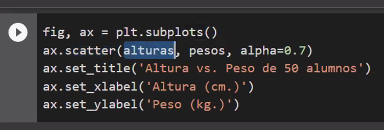 fig, ax = plt.subplots()
ax.scatter(alturas, pesos, alpha=0.7)
ax.set_title('Altura vs. Peso de 50 alumnos')
ax.set_xlabel('Altura (cm.)')
ax.set_ylabel('Peso (kg.)')